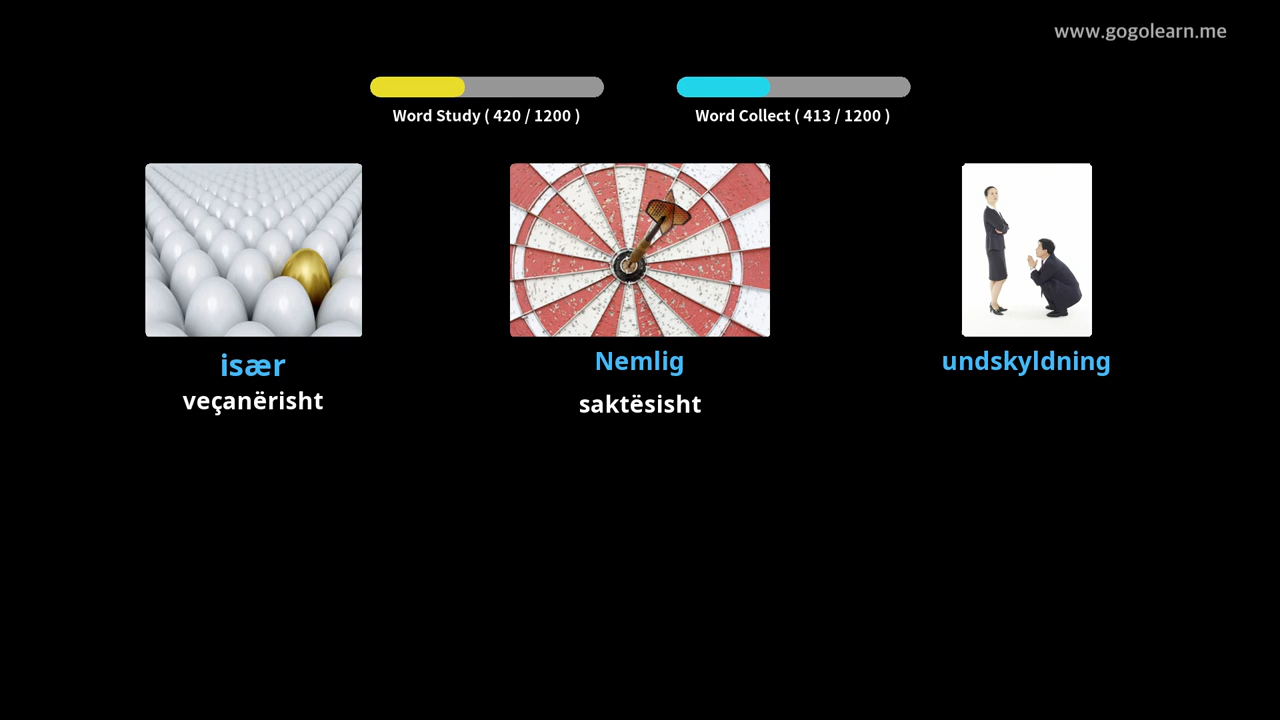 www.gogolearn.me
Word Study ( 420 / 1200 )
Word Collect ( 413 / 1200 )
især
veçanërisht
Nemlig
saktësisht
undskyldning